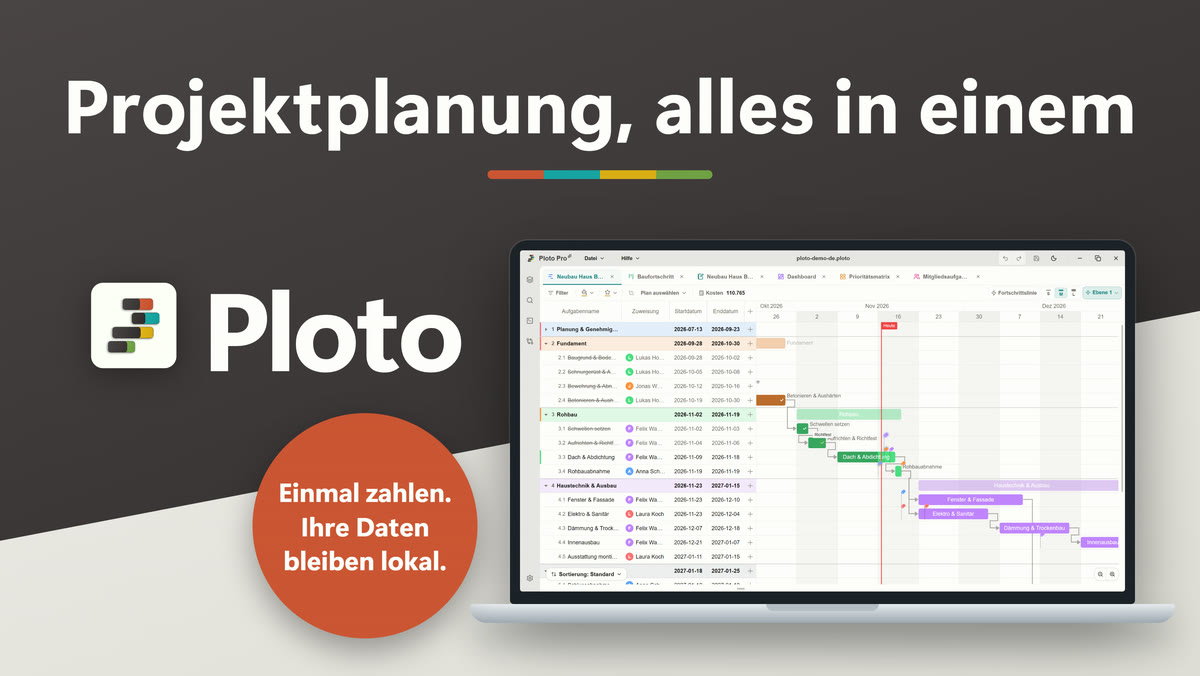 Projektplanung, alles in einem
Ploto
Einmal zahlen.
Ihre Daten
bleiben lokal.
Ploto Pro Datei Hilfe ploto-demo-de.ploto
Neubau Haus B... Baufortschritt Neubau Haus B... Dashboard Prioritätsmatrix Mitgliedsaufga...
Filter Plan auswählen Kosten 110.765 Fortschrittslinie Ebene 1
Aufgabenname Zuweisung Startdatum Enddatum Okt 2026 Nov 2026 Dez 2026
26 2 9 16 23 30 7 14 21
Heute
1 Planung & Genehmig... 2026-07-13 2026-09-23
2 Fundament 2026-09-28 2026-10-30 Fundament
2.1 Baugrund & Bode... Lukas Ho... 2026-09-28 2026-10-02
2.2 Schnurgerüst & A... Lukas Ho... 2026-10-05 2026-10-08
2.3 Bewehrung & Abn... Jonas W... 2026-10-12 2026-10-16
2.4 Betonieren & Aush... Lukas Ho... 2026-10-19 2026-10-30 Betonieren & Aushärten
3 Rohbau 2026-11-02 2026-11-19 Rohbau
3.1 Schwellen setzen Felix Wa... 2026-11-02 2026-11-03 Schwellen setzen
3.2 Aufrichten & Richtf... Felix Wa... 2026-11-04 2026-11-06 Richtfest Aufrichten & Richtfest
3.3 Dach & Abdichtung Felix Wa... 2026-11-09 2026-11-18 Dach & Abdichtung
3.4 Rohbauabnahme Anna Sch... 2026-11-19 2026-11-19 Rohbauabnahme
4 Haustechnik & Ausbau 2026-11-23 2027-01-15 Haustechnik & Ausbau
4.1 Fenster & Fassade Felix Wa... 2026-11-23 2026-12-10 Fenster & Fassade
4.2 Elektro & Sanitär Laura Koch 2026-11-23 2026-12-04 Elektro & Sanitär
4.3 Dämmung & Trock... Felix Wa... 2026-12-07 2026-12-18 Dämmung & Trockenbau
4.4 Innenausbau Felix Wa... 2026-12-21 2027-01-07 Innenausbau
4.5 Ausstattung monti... Laura Koch 2027-01-11 2027-01-15
Sortierung: Standard 2027-01-18 2027-01-25